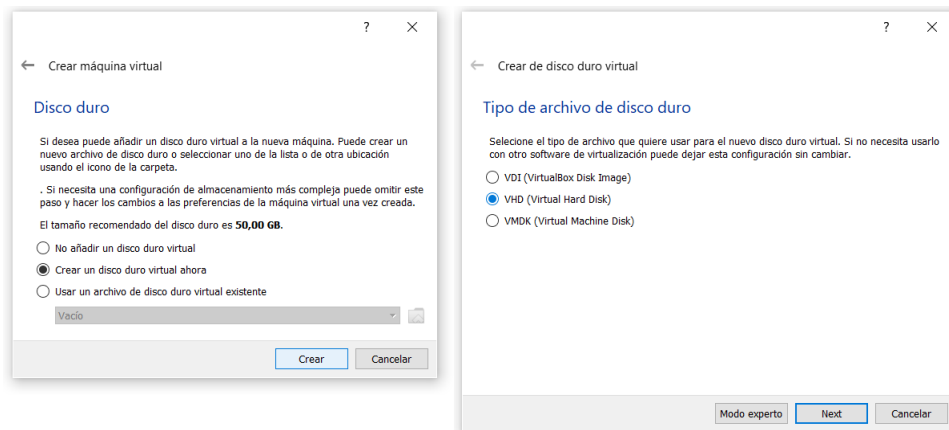 ?
Crear máquina virtual
Disco duro
Si desea puede añadir un disco duro virtual a la nueva máquina. Puede crear un
nuevo archivo de disco duro o seleccionar uno de la lista o de otra ubicación
usando el icono de la carpeta.
. Si necesita una configuración de almacenamiento más compleja puede omitir este
paso y hacer los cambios a las preferencias de la máquina virtual una vez creada.
El tamaño recomendado del disco duro es 50,00 GB.
No añadir un disco duro virtual
Crear un disco duro virtual ahora
Usar un archivo de disco duro virtual existente
Vacío
Crear Cancelar
?
Crear de disco duro virtual
Tipo de archivo de disco duro
Selecione el tipo de archivo que quiere usar para el nuevo disco duro virtual. Si no necesita usarlo
con otro software de virtualización puede dejar esta configuración sin cambiar.
VDI (VirtualBox Disk Image)
VHD (Virtual Hard Disk)
VMDK (Virtual Machine Disk)
Modo experto Next Cancelar